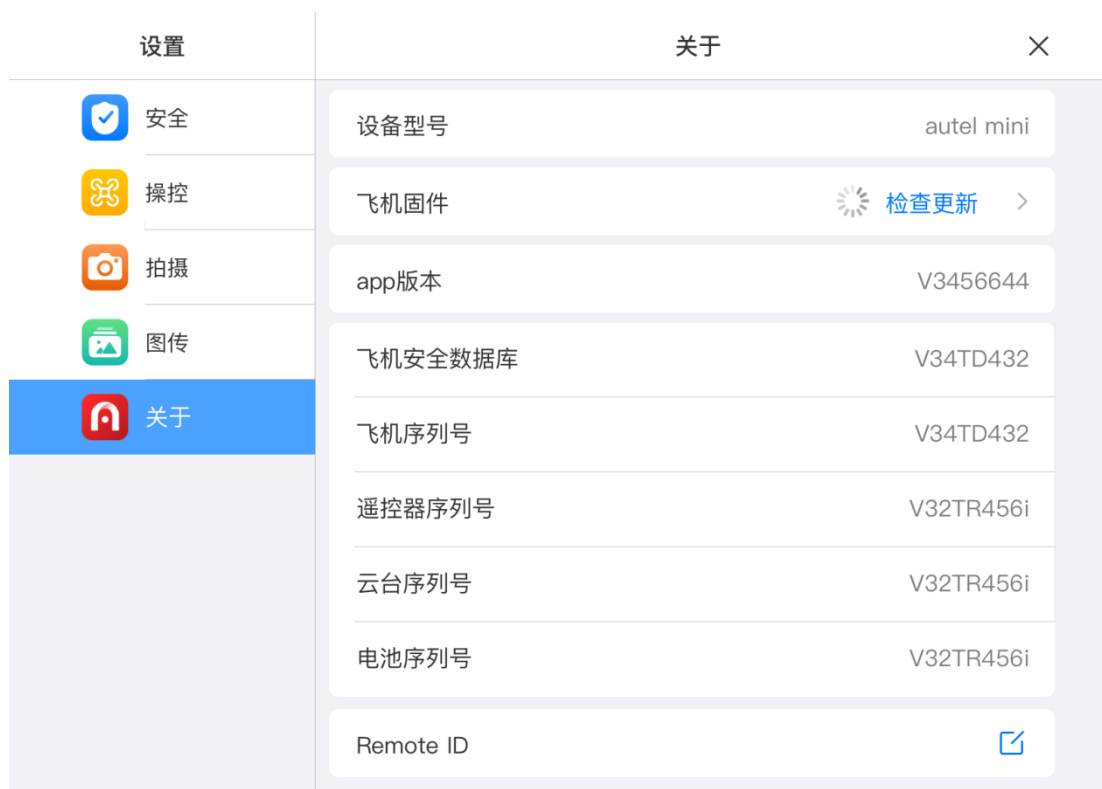 设置
关于
安全
操控
拍摄
图传
关于
设备型号
autel mini
飞机固件
检查更新
app版本
V3456644
飞机安全数据库
V34TD432
飞机序列号
V34TD432
遥控器序列号
V32TR456i
云台序列号
V32TR456i
电池序列号
V32TR456i
Remote ID